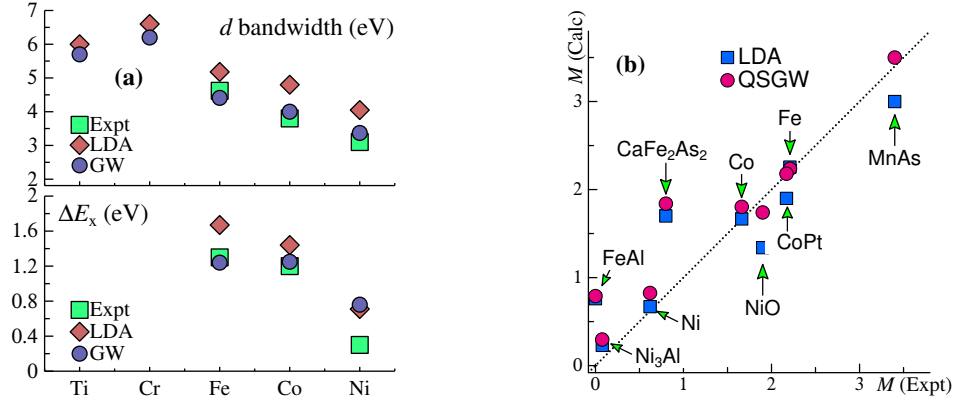 7
6
5
4
3
2
d bandwidth (eV)
(a)
Expt
LDA
GW
ΔEₓ (eV)
1.6
1.2
0.8
0.4
0
Expt
LDA
GW
Ti Cr Fe Co Ni
M (Calc)
(b)
LDA
QSGW
3
2
1
0
Fe
MnAs
CaFe₂As₂
Co
CoPt
FeAl
NiO
Ni
Ni₃Al
0 1 2 3 M (Expt)